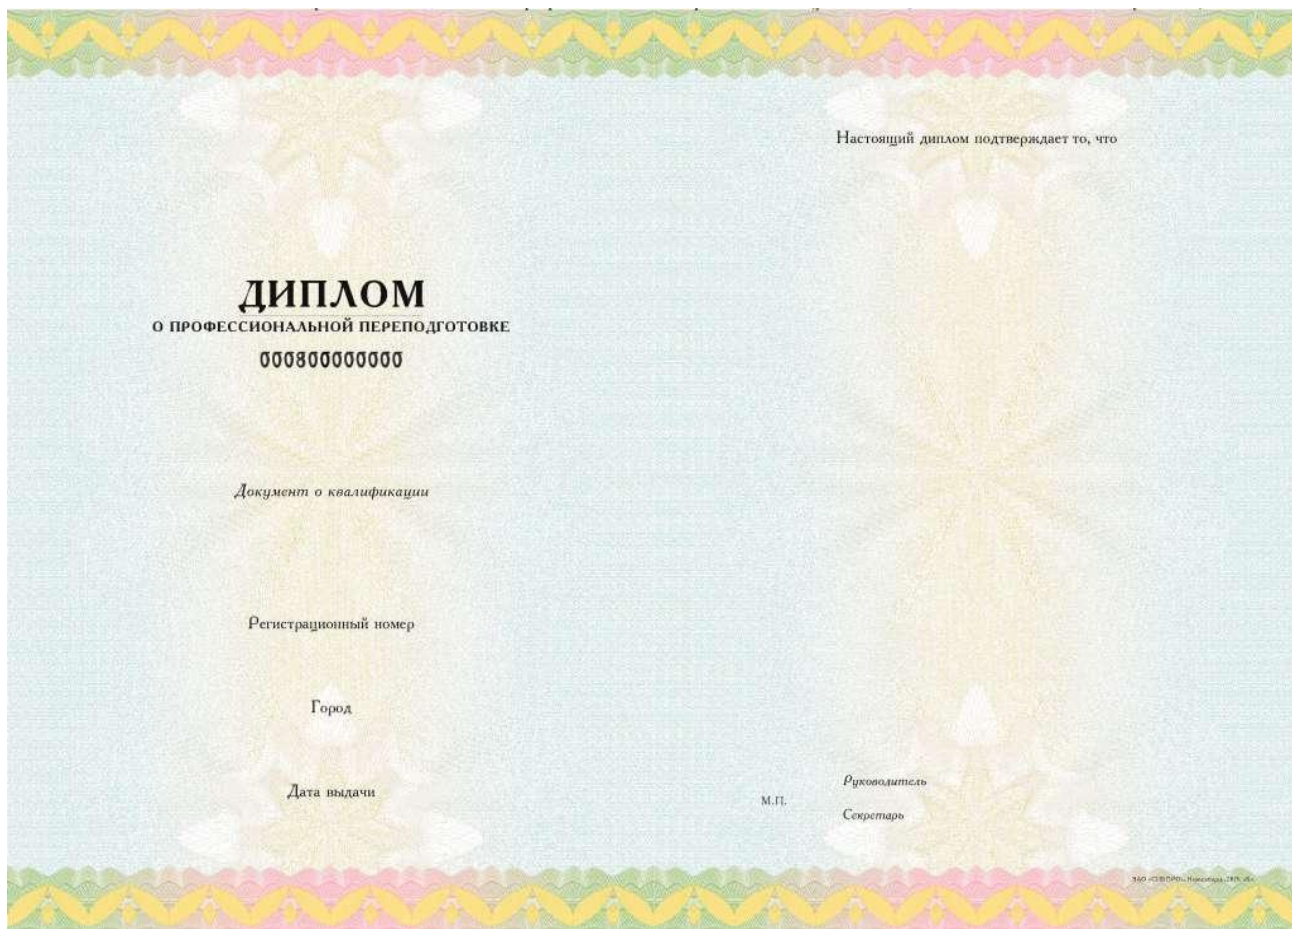 ДИПЛОМ
О ПРОФЕССИОНАЛЬНОЙ ПЕРЕПОДГОТОВКЕ
000800000000
Документ о квалификации
Регистрационный номер
Город
Дата выдачи
Настоящий диплом подтверждает то, что
Руководитель
М.П.
Секретарь